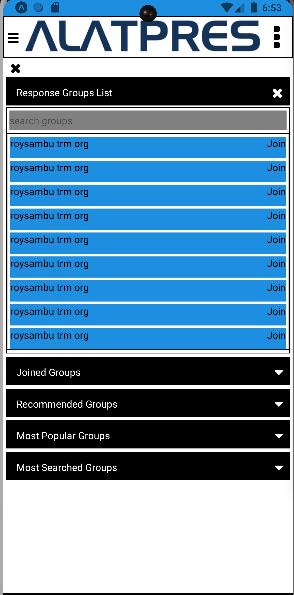 6:53
ALATPRES
Response Groups List
search groups
roysambu trm org Join
roysambu trm org Join
roysambu trm org Join
roysambu trm org Join
roysambu trm org Join
roysambu trm org Join
roysambu trm org Join
roysambu trm org Join
roysambu trm org Join
Joined Groups
Recommended Groups
Most Popular Groups
Most Searched Groups